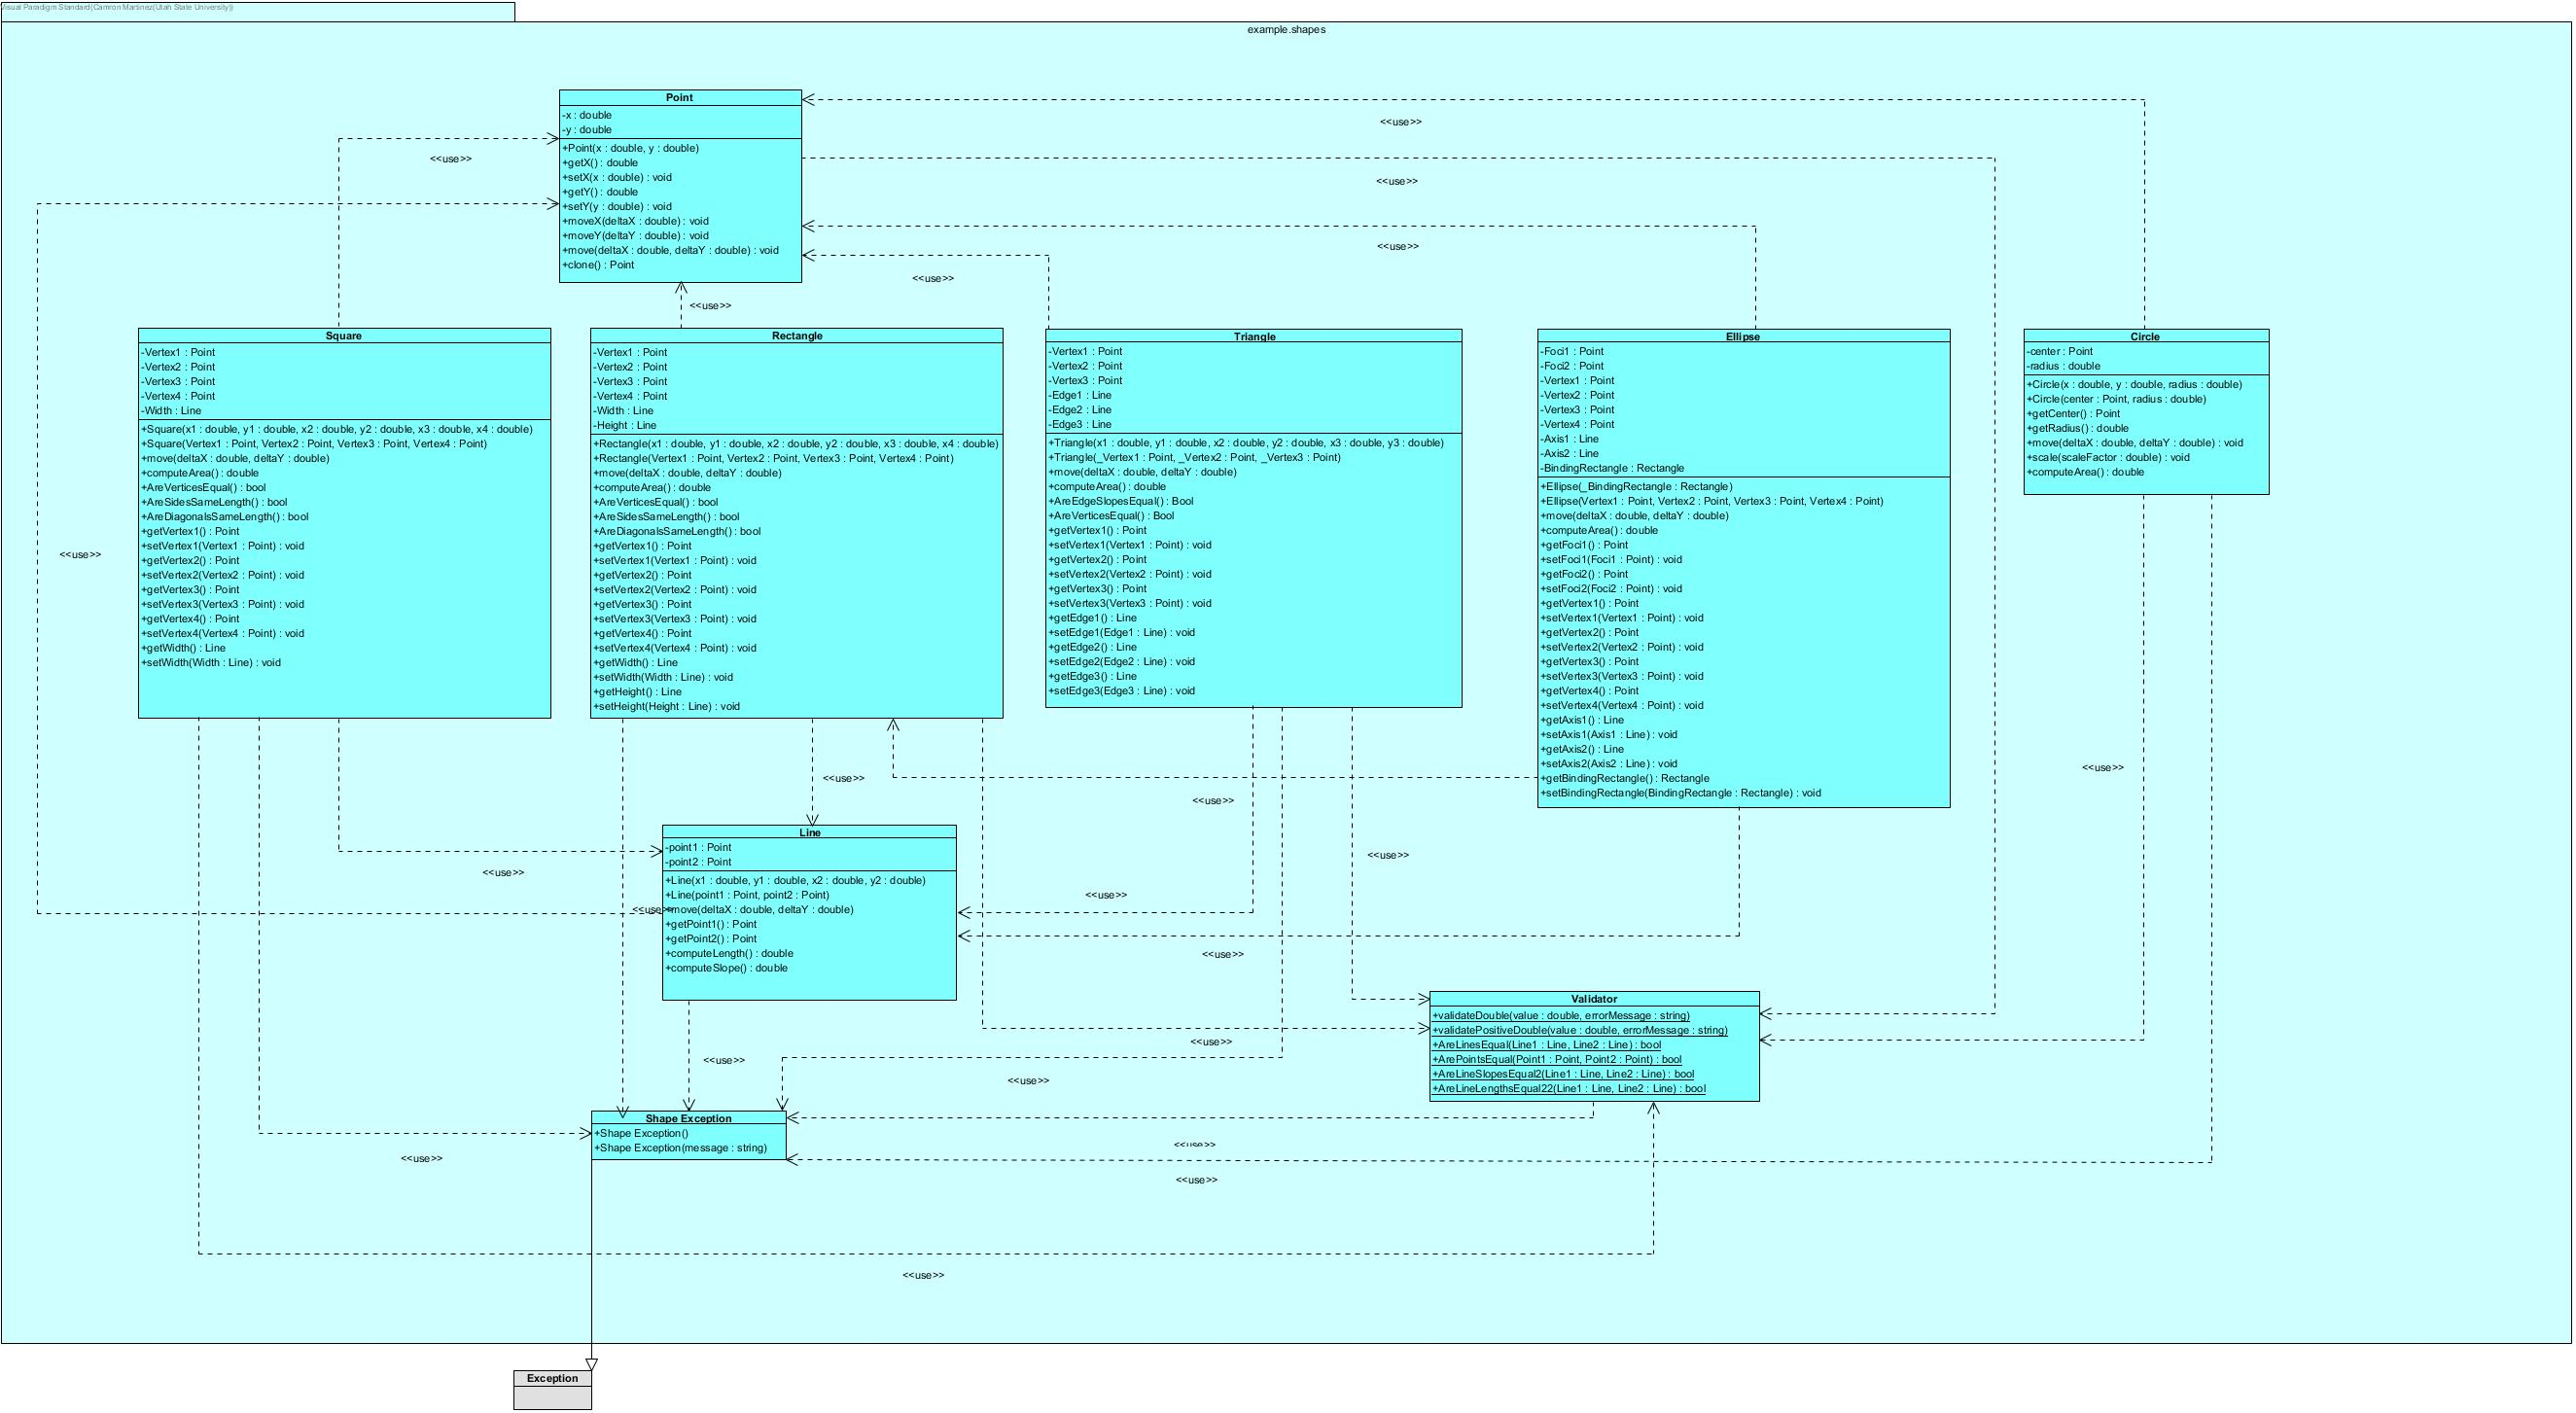 Visual Paradigm Standard(Camron Martinez(Utah State University))
example.shapes
Point
-x : double
-y : double
+Point(x : double, y : double)
+getX() : double
+setX(x : double) : void
+getY() : double
+setY(y : double) : void
+moveX(deltaX : double) : void
+moveY(deltaY : double) : void
+move(deltaX : double, deltaY : double) : void
+clone() : Point
<<use>>
<<use>>
<<use>>
<<use>>
<<use>>
<<use>>
Square
-Vertex1 : Point
-Vertex2 : Point
-Vertex3 : Point
-Vertex4 : Point
-Width : Line
+Square(x1 : double, y1 : double, x2 : double, y2 : double, x3 : double, x4 : double)
+Square(Vertex1 : Point, Vertex2 : Point, Vertex3 : Point, Vertex4 : Point)
+move(deltaX : double, deltaY : double)
+computeArea() : double
+AreVerticesEqual() : bool
+AreSidesSameLength() : bool
+AreDiagonalsSameLength() : bool
+getVertex1() : Point
+setVertex1(Vertex1 : Point) : void
+getVertex2() : Point
+setVertex2(Vertex2 : Point) : void
+getVertex3() : Point
+setVertex3(Vertex3 : Point) : void
+getVertex4() : Point
+setVertex4(Vertex4 : Point) : void
+getWidth() : Line
+setWidth(Width : Line) : void
Rectangle
-Vertex1 : Point
-Vertex2 : Point
-Vertex3 : Point
-Vertex4 : Point
-Width : Line
-Height : Line
+Rectangle(x1 : double, y1 : double, x2 : double, y2 : double, x3 : double, x4 : double)
+Rectangle(Vertex1 : Point, Vertex2 : Point, Vertex3 : Point, Vertex4 : Point)
+move(deltaX : double, deltaY : double)
+computeArea() : double
+AreVerticesEqual() : bool
+AreSidesSameLength() : bool
+AreDiagonalsSameLength() : bool
+getVertex1() : Point
+setVertex1(Vertex1 : Point) : void
+getVertex2() : Point
+setVertex2(Vertex2 : Point) : void
+getVertex3() : Point
+setVertex3(Vertex3 : Point) : void
+getVertex4() : Point
+setVertex4(Vertex4 : Point) : void
+getWidth() : Line
+setWidth(Width : Line) : void
+getHeight() : Line
+setHeight(Height : Line) : void
Triangle
-Vertex1 : Point
-Vertex2 : Point
-Vertex3 : Point
-Edge1 : Line
-Edge2 : Line
-Edge3 : Line
+Triangle(x1 : double, y1 : double, x2 : double, y2 : double, x3 : double, y3 : double)
+Triangle(_Vertex1 : Point, _Vertex2 : Point, _Vertex3 : Point)
+move(deltaX : double, deltaY : double)
+computeArea() : double
+AreEdgeSlopesEqual() : Bool
+AreVerticesEqual() : Bool
+getVertex1() : Point
+setVertex1(Vertex1 : Point) : void
+getVertex2() : Point
+setVertex2(Vertex2 : Point) : void
+getVertex3() : Point
+setVertex3(Vertex3 : Point) : void
+getEdge1() : Line
+setEdge1(Edge1 : Line) : void
+getEdge2() : Line
+setEdge2(Edge2 : Line) : void
+getEdge3() : Line
+setEdge3(Edge3 : Line) : void
Ellipse
-Foci1 : Point
-Foci2 : Point
-Vertex1 : Point
-Vertex2 : Point
-Vertex3 : Point
-Vertex4 : Point
-Axis1 : Line
-Axis2 : Line
-BindingRectangle : Rectangle
+Ellipse(_BindingRectangle : Rectangle)
+Ellipse(Vertex1 : Point, Vertex2 : Point, Vertex3 : Point, Vertex4 : Point)
+move(deltaX : double, deltaY : double)
+computeArea() : double
+getFoci1() : Point
+setFoci1(Foci1 : Point) : void
+getFoci2() : Point
+setFoci2(Foci2 : Point) : void
+getVertex1() : Point
+setVertex1(Vertex1 : Point) : void
+getVertex2() : Point
+setVertex2(Vertex2 : Point) : void
+getVertex3() : Point
+setVertex3(Vertex3 : Point) : void
+getVertex4() : Point
+setVertex4(Vertex4 : Point) : void
+getAxis1() : Line
+setAxis1(Axis1 : Line) : void
+getAxis2() : Line
+setAxis2(Axis2 : Line) : void
+getBindingRectangle() : Rectangle
+setBindingRectangle(BindingRectangle : Rectangle) : void
Circle
-center : Point
-radius : double
+Circle(x : double, y : double, radius : double)
+Circle(center : Point, radius : double)
+getCenter() : Point
+getRadius() : double
+move(deltaX : double, deltaY : double) : void
+scale(scaleFactor : double) : void
+computeArea() : double
<<use>>
<<use>>
<<use>>
<<use>>
<<use>>
<<use>>
<<use>>
<<use>>
<<use>>
Line
-point1 : Point
-point2 : Point
+Line(x1 : double, y1 : double, x2 : double, y2 : double)
+Line(point1 : Point, point2 : Point)
+move(deltaX : double, deltaY : double)
+getPoint1() : Point
+getPoint2() : Point
+computeLength() : double
+computeSlope() : double
<<use>>
Validator
+validateDouble(value : double, errorMessage : string)
+validatePositiveDouble(value : double, errorMessage : string)
+AreLinesEqual(Line1 : Line, Line2 : Line) : bool
+ArePointsEqual(Point1 : Point, Point2 : Point) : bool
+AreLineSlopesEqual2(Line1 : Line, Line2 : Line) : bool
+AreLineLengthsEqual22(Line1 : Line, Line2 : Line) : bool
<<use>>
<<use>>
<<use>>
Shape Exception
+Shape Exception()
+Shape Exception(message : string)
<<use>>
<<use>>
<<use>>
<<use>>
Exception